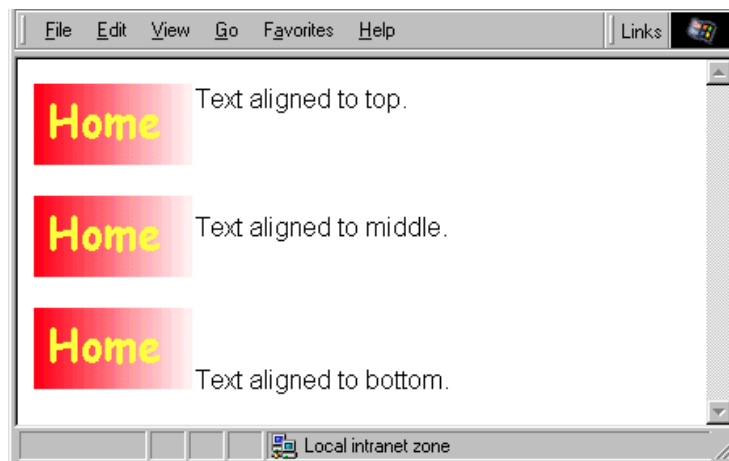 File Edit View Go Favorites Help Links
Home Text aligned to top.
Home Text aligned to middle.
Home Text aligned to bottom.
Local intranet zone